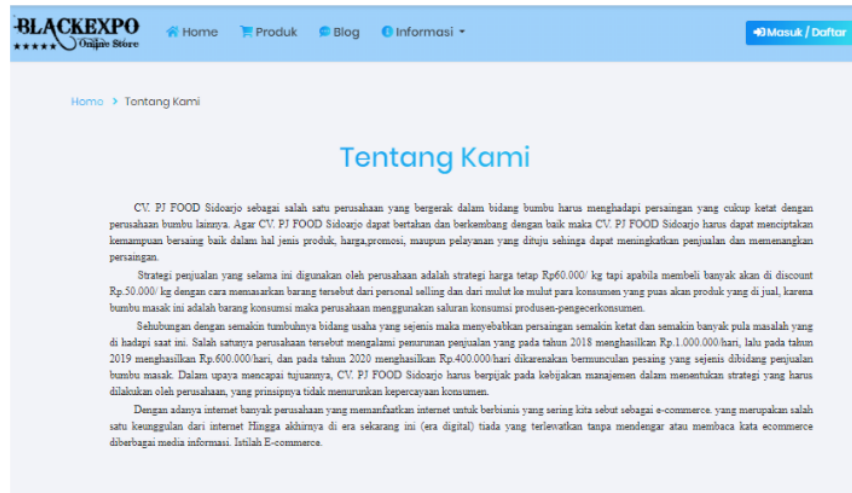 BLACKEXPO
★★★★★ Online Store
Home Produk Blog Informasi
Masuk / Daftar
Home > Tentang Kami
Tentang Kami
CV. PJ FOOD Sidoarjo sebagai salah satu perusahaan yang bergerak dalam bidang bumbu harus menghadapi persaingan yang cukup ketat dengan
perusahaan bumbu lainnya. Agar CV. PJ FOOD Sidoarjo dapat bertahan dan berkembang dengan baik maka CV. PJ FOOD Sidoarjo harus dapat menciptakan
kemampuan bersaing baik dalam hal jenis produk, harga,promosi, maupun pelayanan yang dituju sehinga dapat meningkatkan penjualan dan memenangkan
persaingan.
Strategi penjualan yang selama ini digunakan oleh perusahaan adalah strategi harga tetap Rp60.000/ kg tapi apabila membeli banyak akan di discount
Rp.50.000/ kg dengan cara memasarkan barang tersebut dari personal selling dan dari mulut ke mulut para konsumen yang puas akan produk yang di jual, karena
bumbu masak ini adalah barang konsumsi maka perusahaan menggunakan saluran konsumsi produsen-pengecerkonsumen.
Sehubungan dengan semakin tumbuhnya bidang usaha yang sejenis maka menyebabkan persaingan semakin ketat dan semakin banyak pula masalah yang
di hadapi saat ini. Salah satunya perusahaan tersebut mengalami penurunan penjualan yang pada tahun 2018 menghasilkan Rp.1.000.000/hari, lalu pada tahun
2019 menghasilkan Rp.600.000/hari, dan pada tahun 2020 menghasilkan Rp.400.000/hari dikarenakan bermunculan pesaing yang sejenis dibidang penjualan
bumbu masak. Dalam upaya mencapai tujuannya, CV. PJ FOOD Sidoarjo harus berpijak pada kebijakan manajemen dalam menentukan strategi yang harus
dilakukan oleh perusahaan, yang prinsipnya tidak menurunkan kepercayaan konsumen.
Dengan adanya internet banyak perusahaan yang memanfaatkan internet untuk berbisnis yang sering kita sebut sebagai e-commerce. yang merupakan salah
satu keunggulan dari internet Hingga akhirnya di era sekarang ini (era digital) tiada yang terlewatkan tanpa mendengar atau membaca kata ecommerce
diberbagai media informasi. Istilah E-commerce.